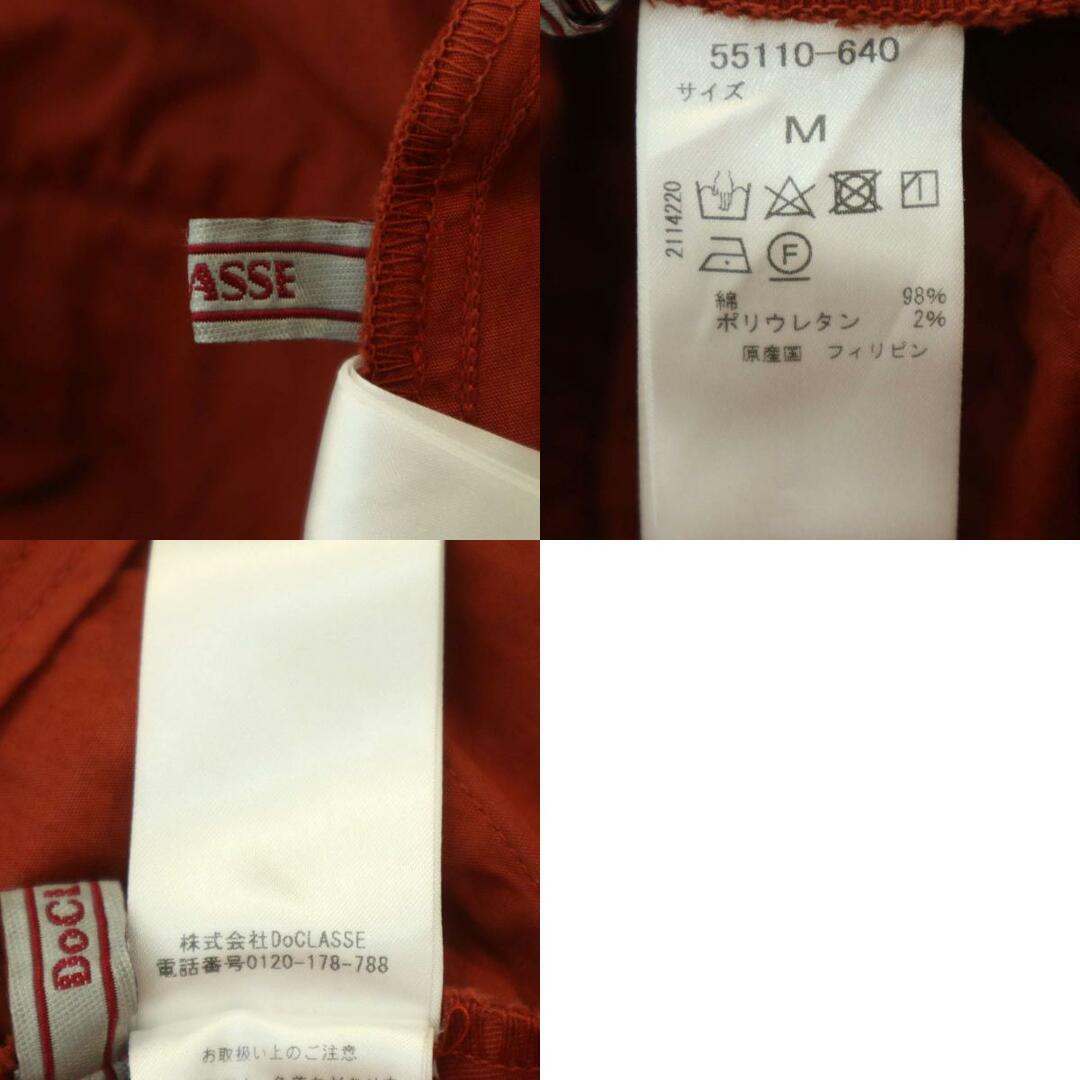 ASSE
55110-640
サイズ
M
2114220
F
綿 98%
ポリウレタン 2%
原産国 フィリピン
DoCL
株式会社DoCLASSE
電話番号0120-178-788
お取扱い上のご注意